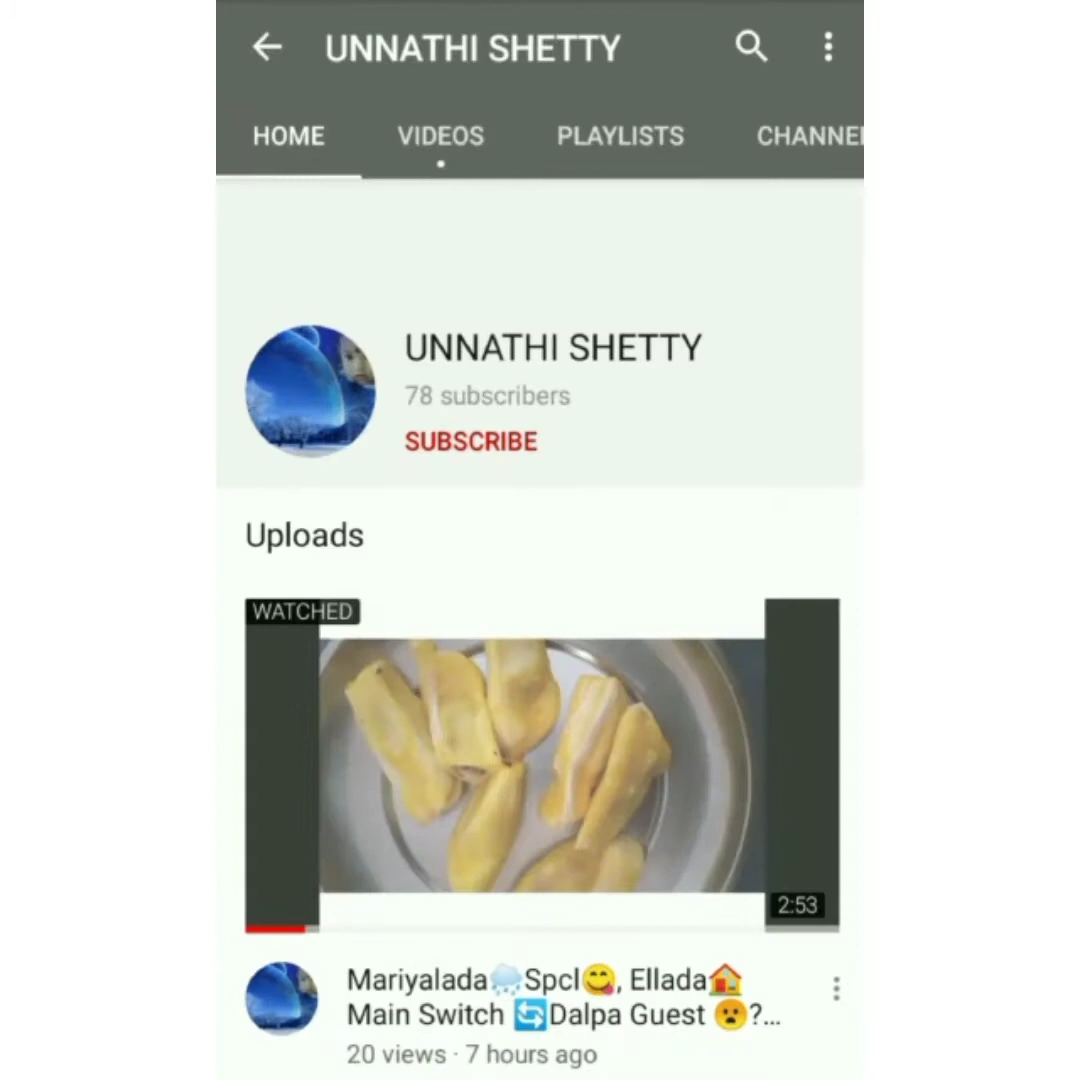 UNNATHI SHETTY
HOME VIDEOS PLAYLISTS CHANNEL
UNNATHI SHETTY
78 subscribers
SUBSCRIBE
Uploads
WATCHED
2:53
Mariyalada🌧️Spcl😋, Ellada🏠
Main Switch 🔄Dalpa Guest 😮?...
20 views · 7 hours ago